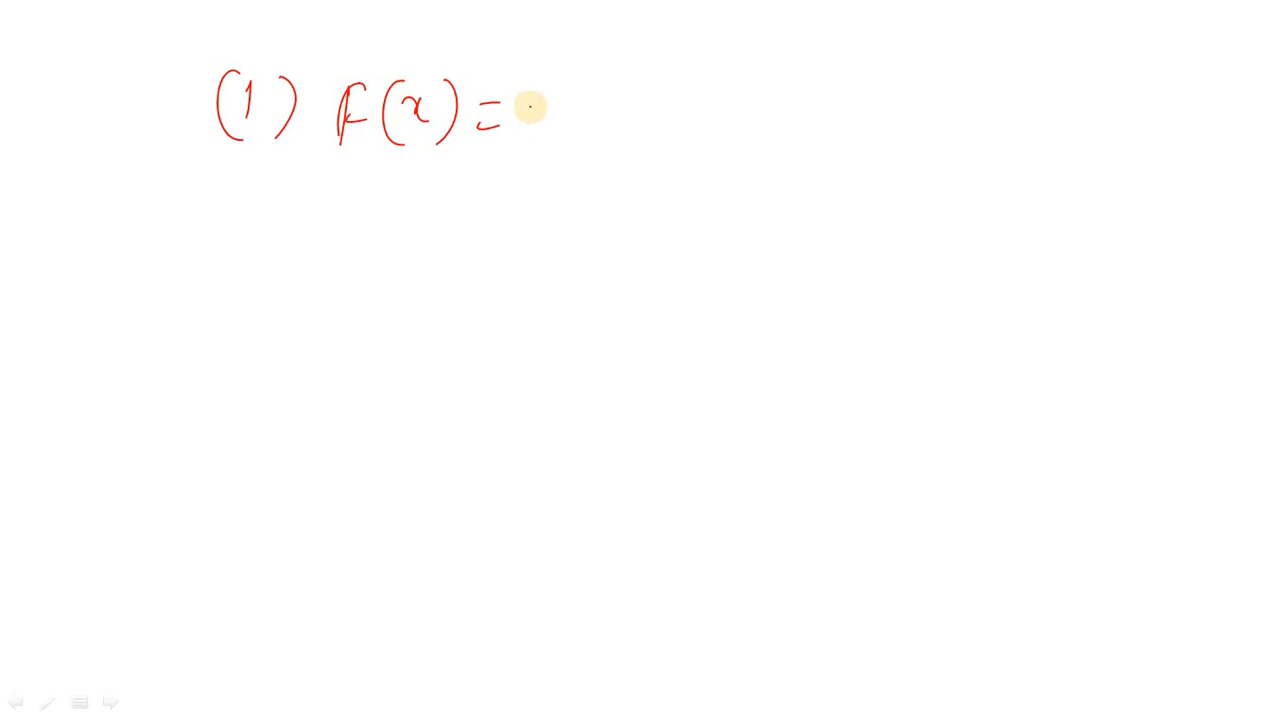 (1) F(x) =